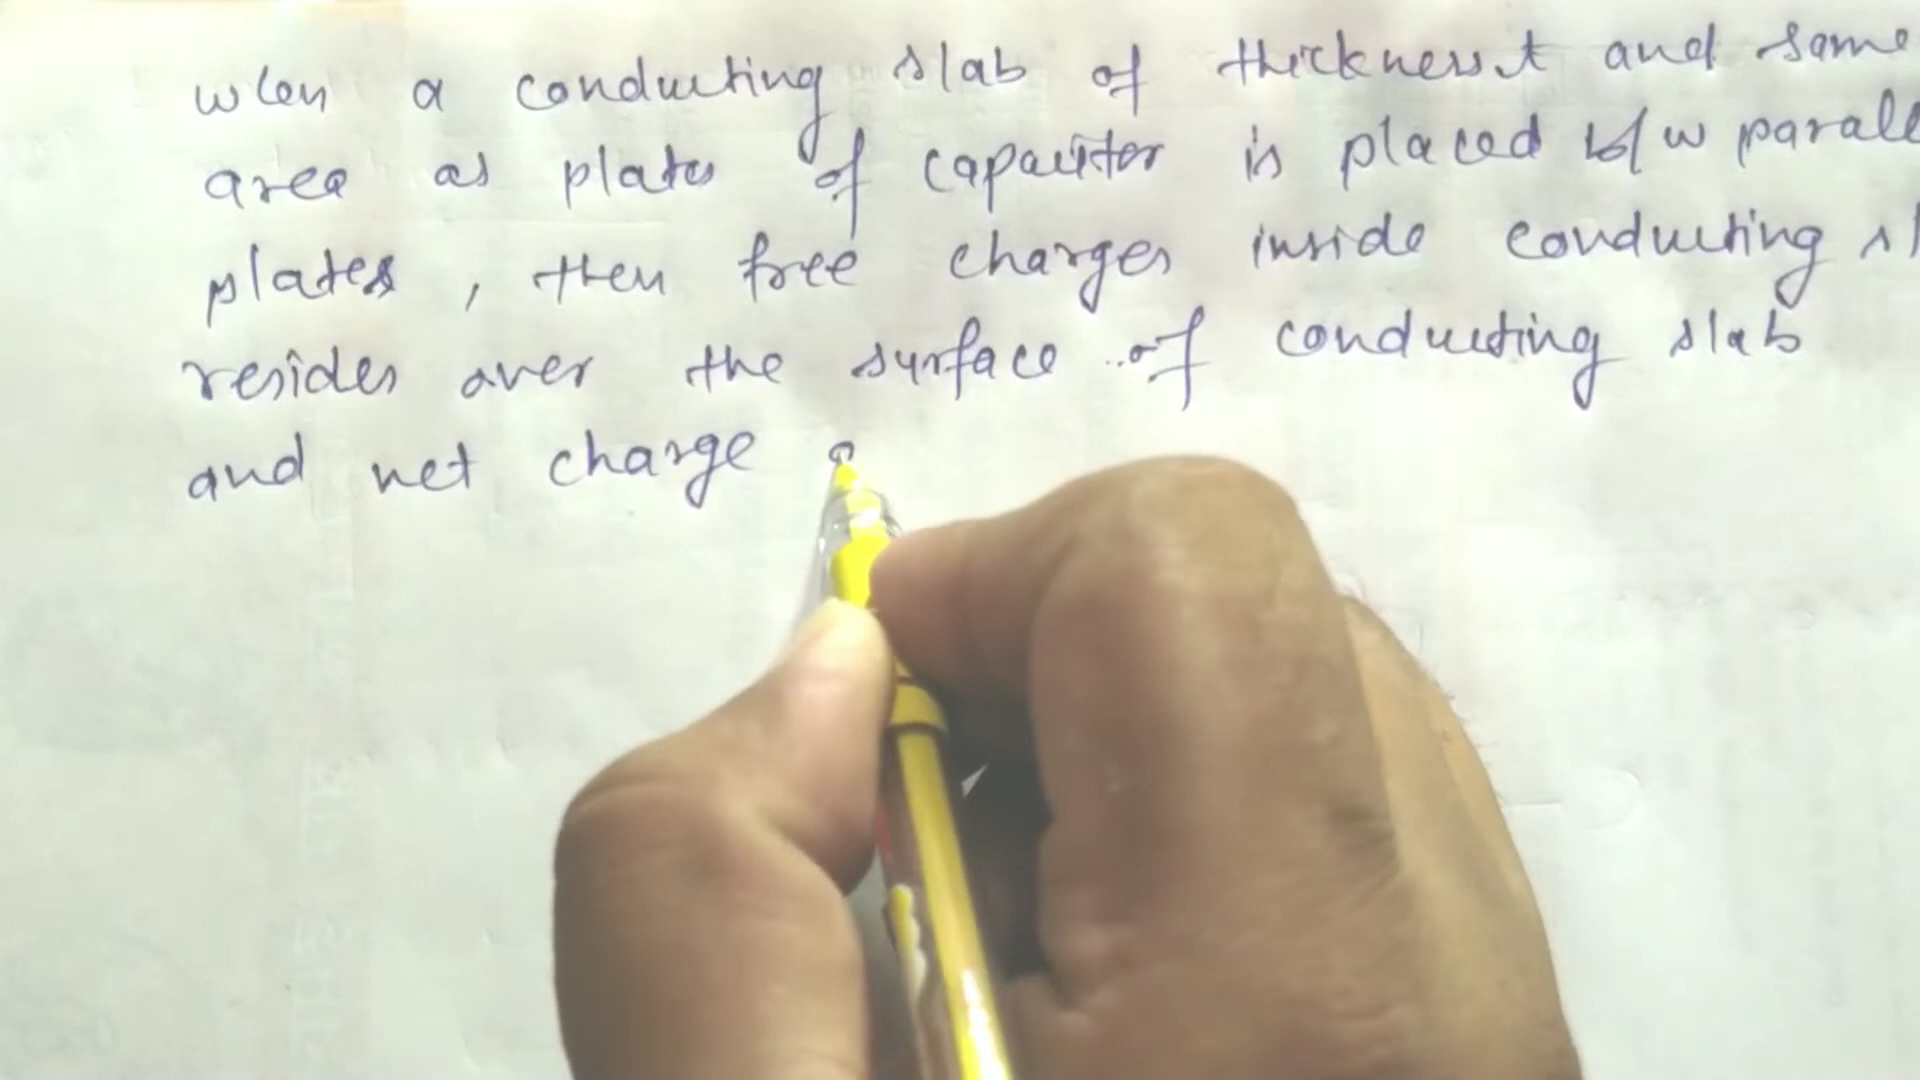 when a conducting slab of thickness t and same
area as plates of capacitor is placed b/w parall
plates, then free charges inside conducting sl
resides over the surface of conducting slab
and net charge